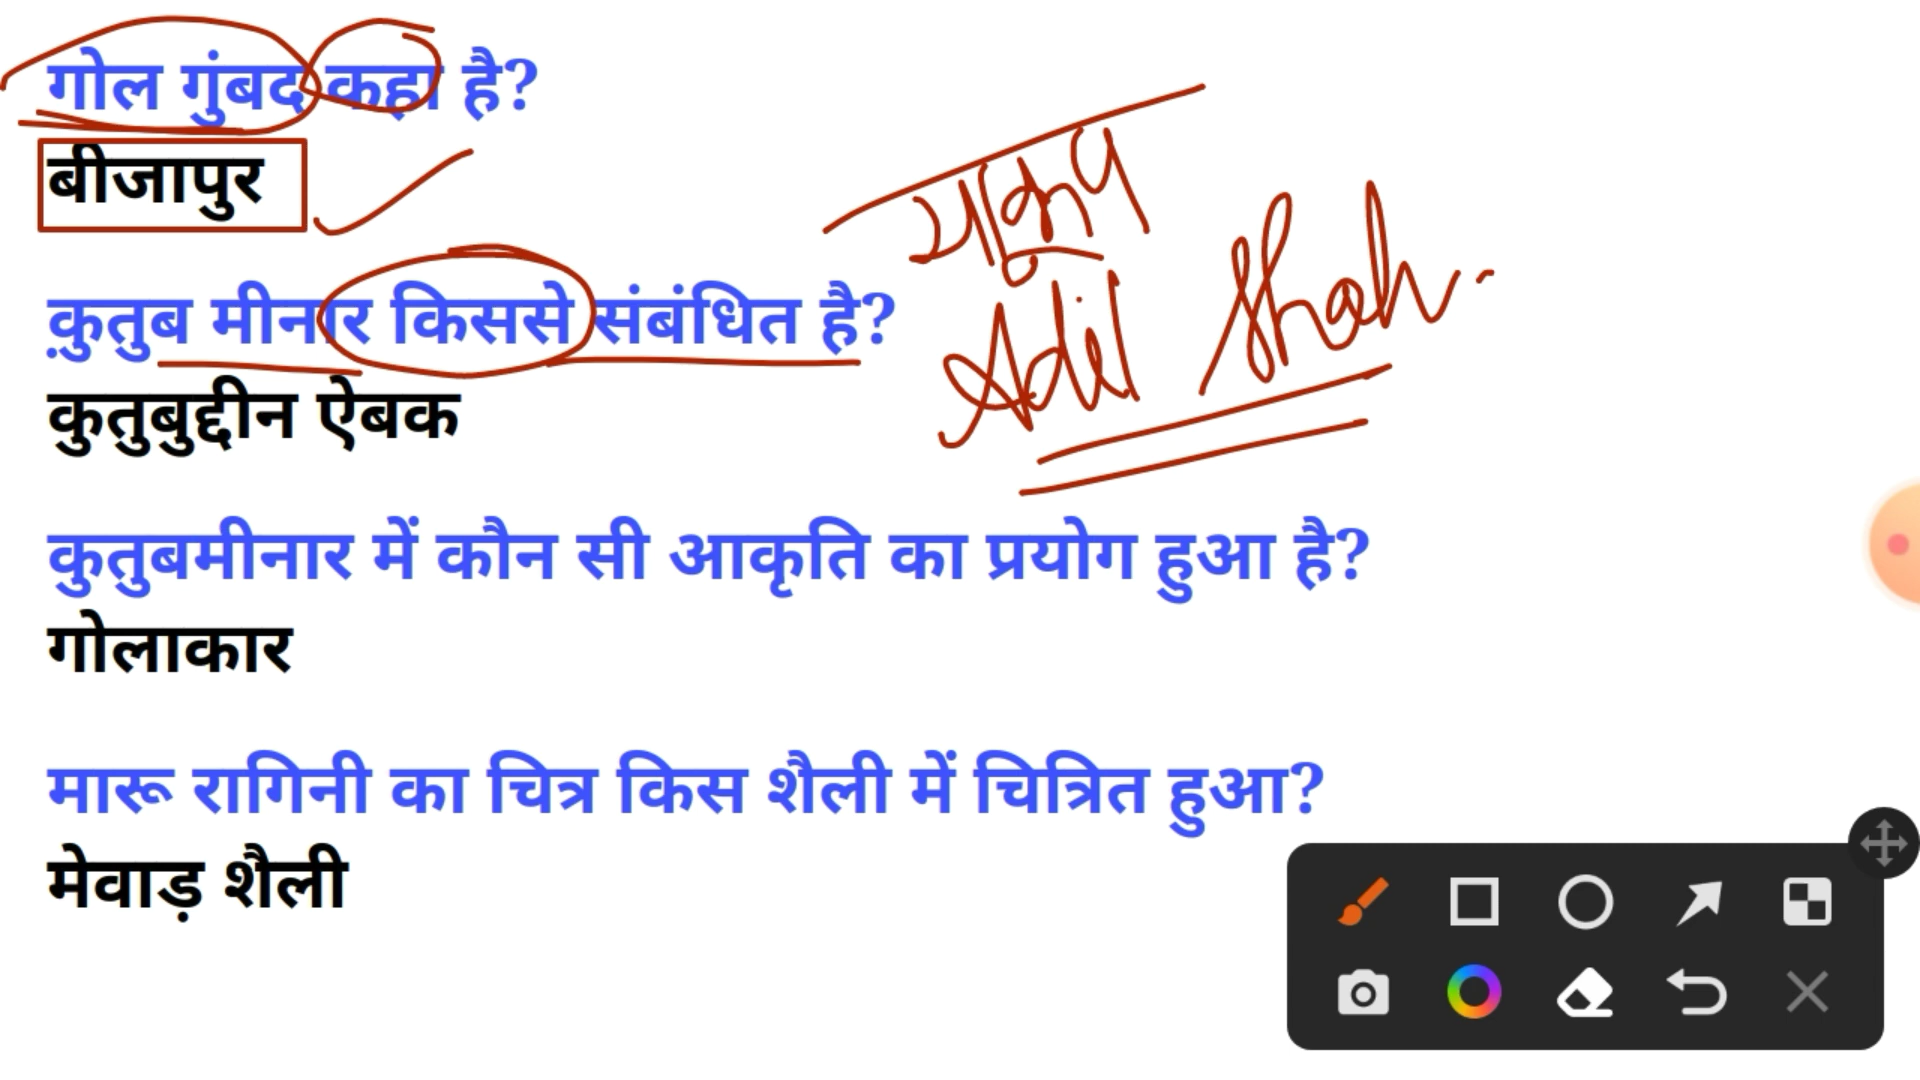 गोल गुंबद कहा है?
बीजापुर
क़ुतुब मीनार किससे संबंधित है?
कुतुबुद्दीन ऐबक
Adil Shah
कुतुबमीनार में कौन सी आकृति का प्रयोग हुआ है?
गोलाकार
मारू रागिनी का चित्र किस शैली में चित्रित हुआ?
मेवाड़ शैली